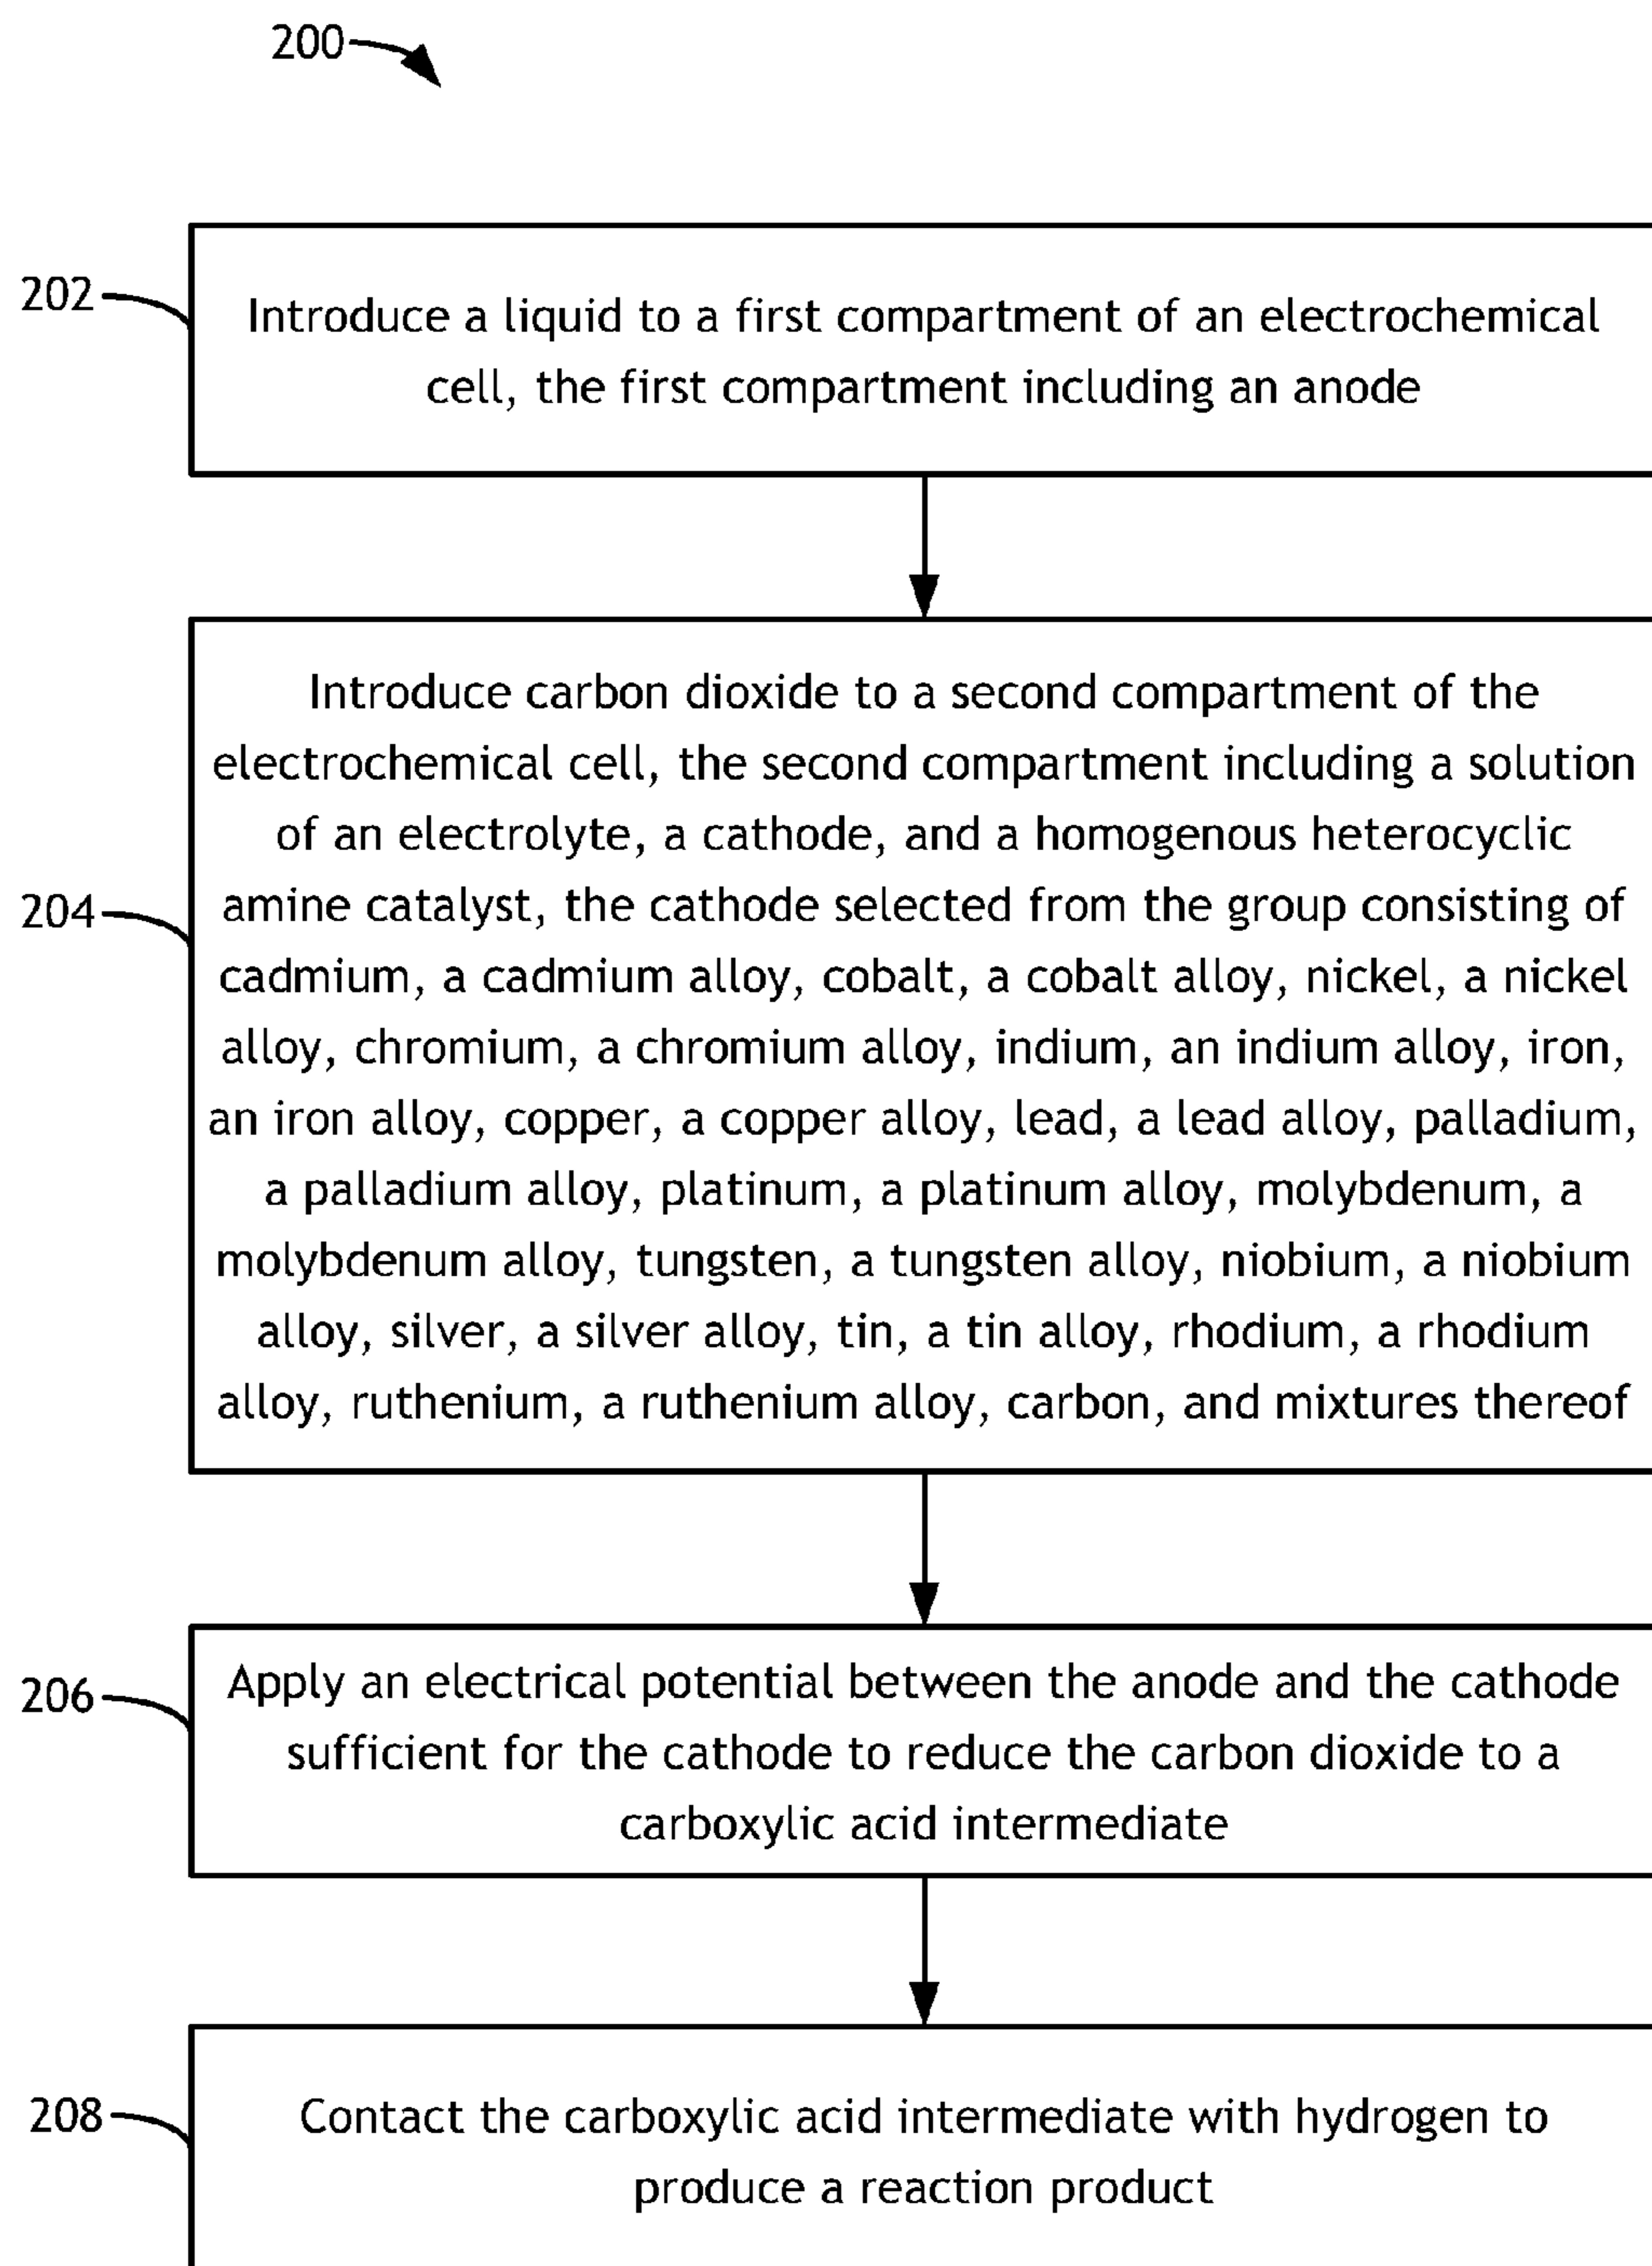 200
202
Introduce a liquid to a first compartment of an electrochemical
cell, the first compartment including an anode
204
Introduce carbon dioxide to a second compartment of the
electrochemical cell, the second compartment including a solution
of an electrolyte, a cathode, and a homogenous heterocyclic
amine catalyst, the cathode selected from the group consisting of
cadmium, a cadmium alloy, cobalt, a cobalt alloy, nickel, a nickel
alloy, chromium, a chromium alloy, indium, an indium alloy, iron,
an iron alloy, copper, a copper alloy, lead, a lead alloy, palladium,
a palladium alloy, platinum, a platinum alloy, molybdenum, a
molybdenum alloy, tungsten, a tungsten alloy, niobium, a niobium
alloy, silver, a silver alloy, tin, a tin alloy, rhodium, a rhodium
alloy, ruthenium, a ruthenium alloy, carbon, and mixtures thereof
206
Apply an electrical potential between the anode and the cathode
sufficient for the cathode to reduce the carbon dioxide to a
carboxylic acid intermediate
208
Contact the carboxylic acid intermediate with hydrogen to
produce a reaction product